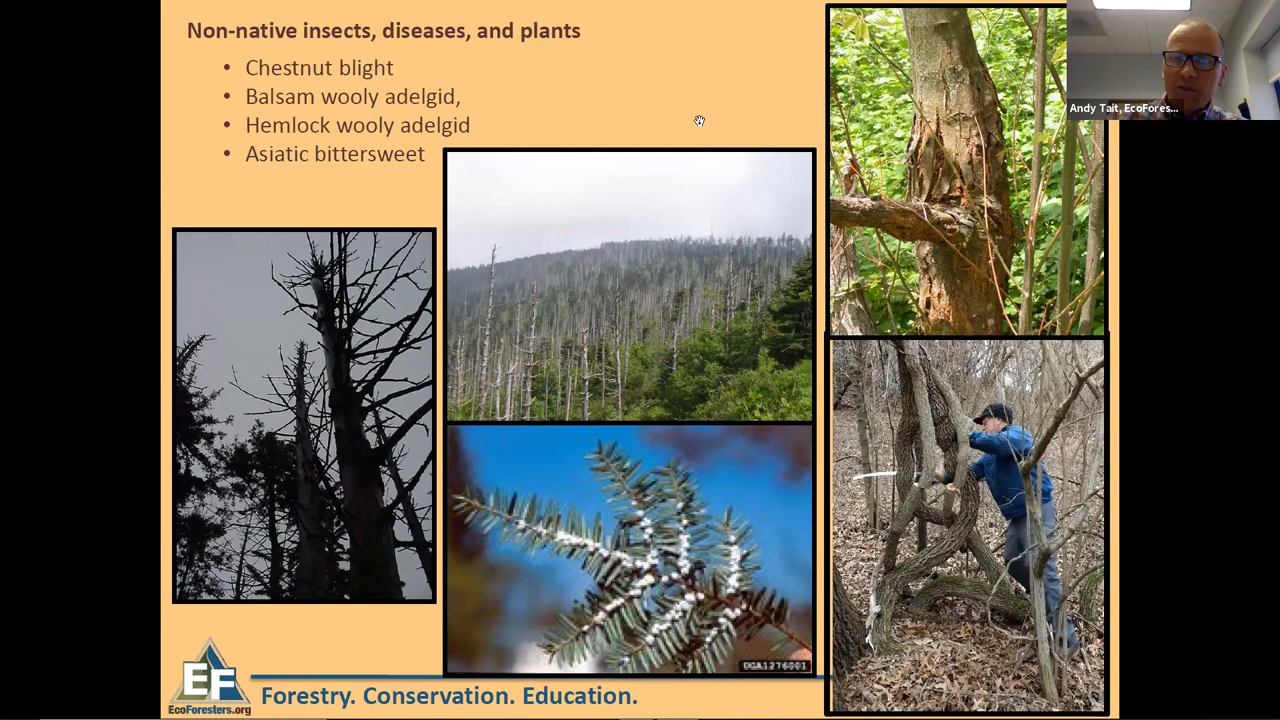 Non-native insects, diseases, and plants
• Chestnut blight
• Balsam wooly adelgid,
• Hemlock wooly adelgid
• Asiatic bittersweet
Andy Tait, EcoFores...
UGA1276001
EF
EcoForesters.org
Forestry. Conservation. Education.